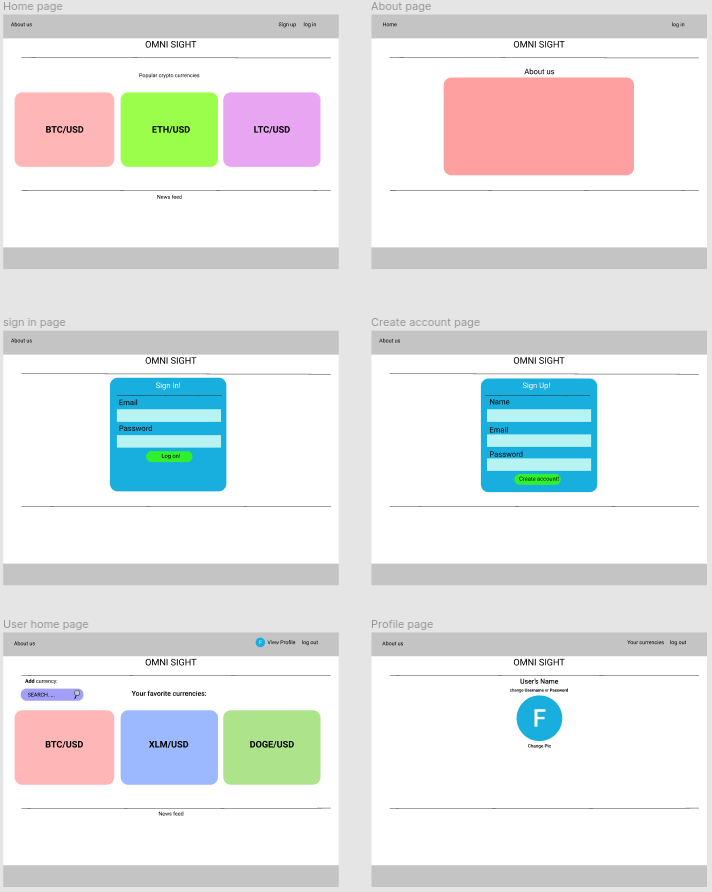 Home page
About us Sign up log in
OMNI SIGHT
Popular crypto currencies
BTC/USD ETH/USD LTC/USD
News feed
About page
Home log in
OMNI SIGHT
About us
sign in page
About us
OMNI SIGHT
Sign In!
Email
Password
Log on!
Create account page
About us
OMNI SIGHT
Sign Up!
Name
Email
Password
Create account!
User home page
About us F View Profile log out
OMNI SIGHT
Add currency:
SEARCH.....
Your favorite currencies:
BTC/USD XLM/USD DOGE/USD
News feed
Profile page
About us Your currencies log out
OMNI SIGHT
User's Name
change Username or Password
F
Change Pic